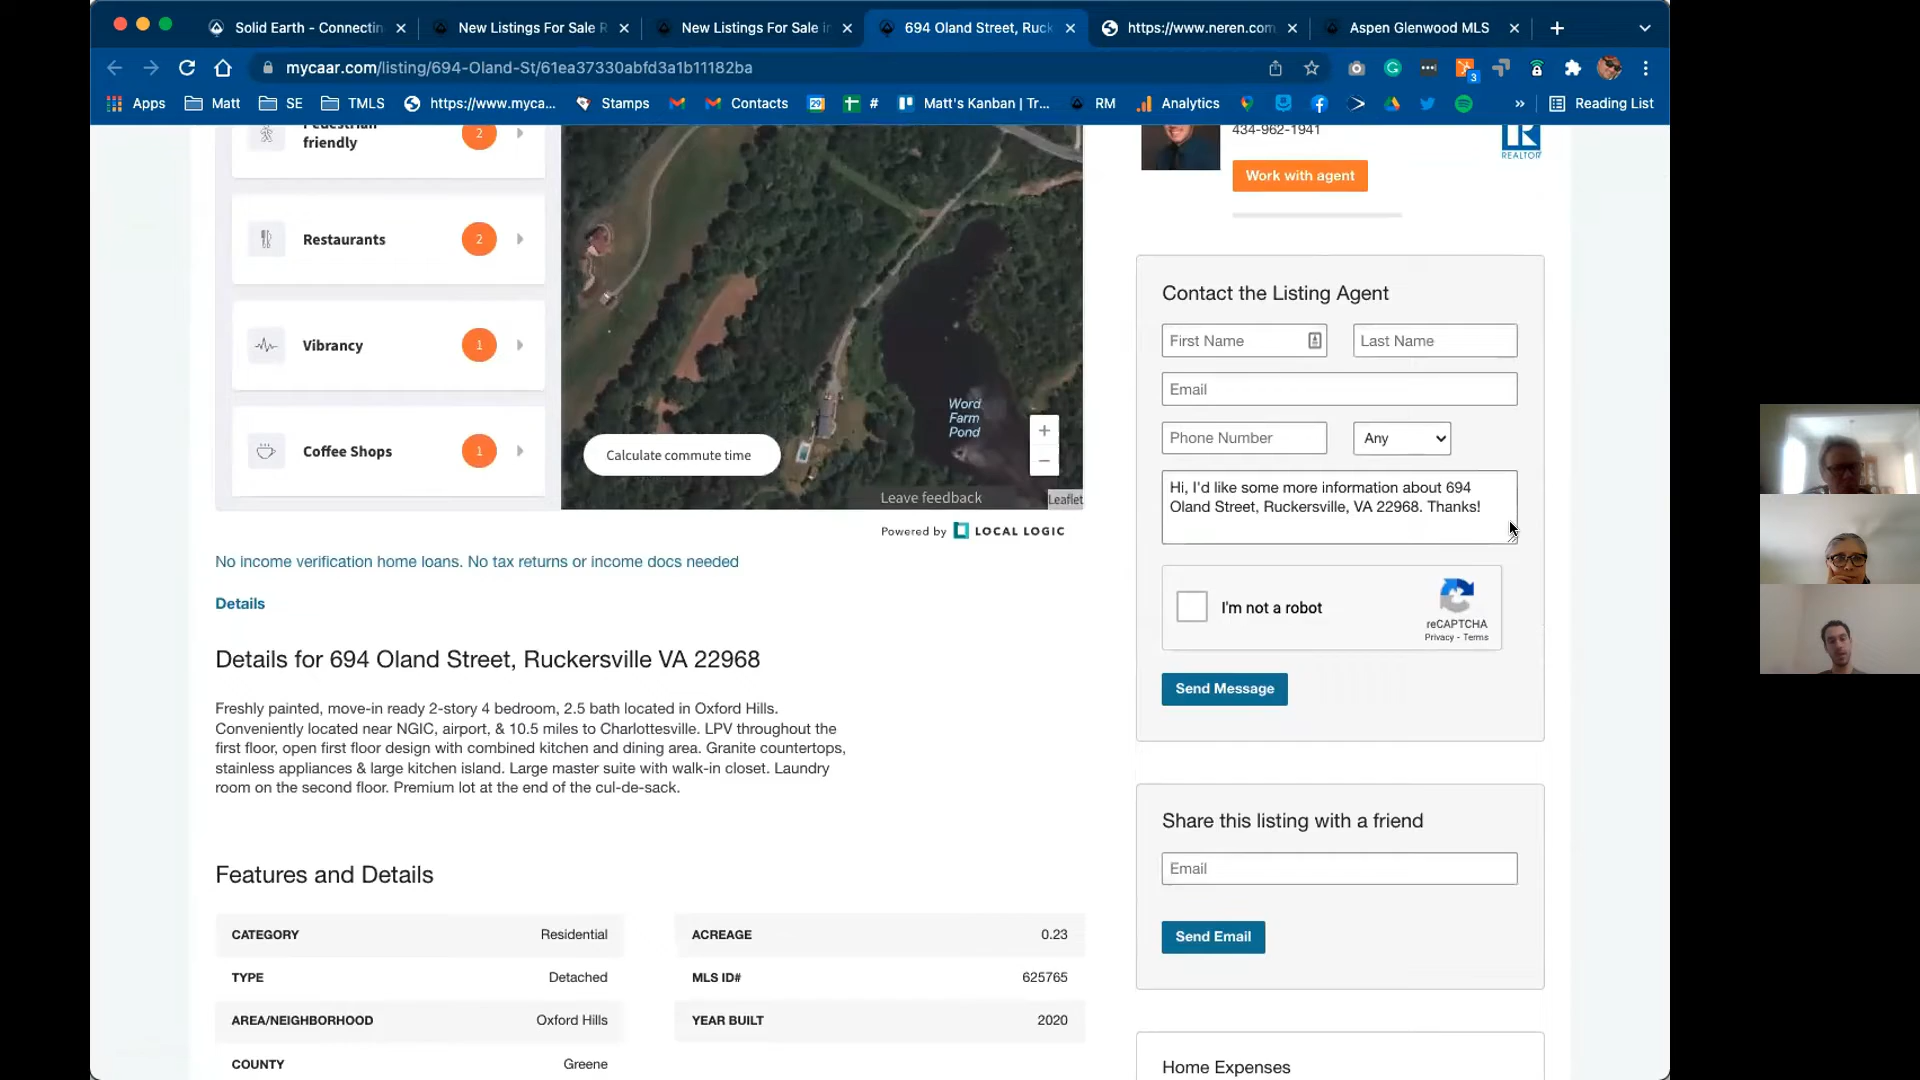 Solid Earth - Connectin
New Listings For Sale R
New Listings For Sale in
694 Oland Street, Ruck
https://www.neren.com
Aspen Glenwood MLS
mycaar.com/listing/694-Oland-St/61ea37330abfd3a1b11182ba
3
Apps
Matt
SE
TMLS
https://www.myca...
Stamps
Contacts
29
#
Matt's Kanban | Tr...
RM
Analytics
»
Reading List
Pedestrian
friendly
2
Restaurants
2
Vibrancy
1
Coffee Shops
1
Word
Farm
Pond
+
−
Calculate commute time
Leave feedback
Leaflet
Powered by LOCAL LOGIC
No income verification home loans. No tax returns or income docs needed
Details
Details for 694 Oland Street, Ruckersville VA 22968
Freshly painted, move-in ready 2-story 4 bedroom, 2.5 bath located in Oxford Hills.
Conveniently located near NGIC, airport, & 10.5 miles to Charlottesville. LPV throughout the
first floor, open first floor design with combined kitchen and dining area. Granite countertops,
stainless appliances & large kitchen island. Large master suite with walk-in closet. Laundry
room on the second floor. Premium lot at the end of the cul-de-sac.
Features and Details
CATEGORY Residential
TYPE Detached
AREA/NEIGHBORHOOD Oxford Hills
COUNTY Greene
ACREAGE 0.23
MLS ID# 625765
YEAR BUILT 2020
434-962-1941
REALTOR
Work with agent
Contact the Listing Agent
First Name
Last Name
Email
Phone Number
Any
Hi, I'd like some more information about 694
Oland Street, Ruckersville, VA 22968. Thanks!
I'm not a robot
reCAPTCHA
Privacy - Terms
Send Message
Share this listing with a friend
Email
Send Email
Home Expenses